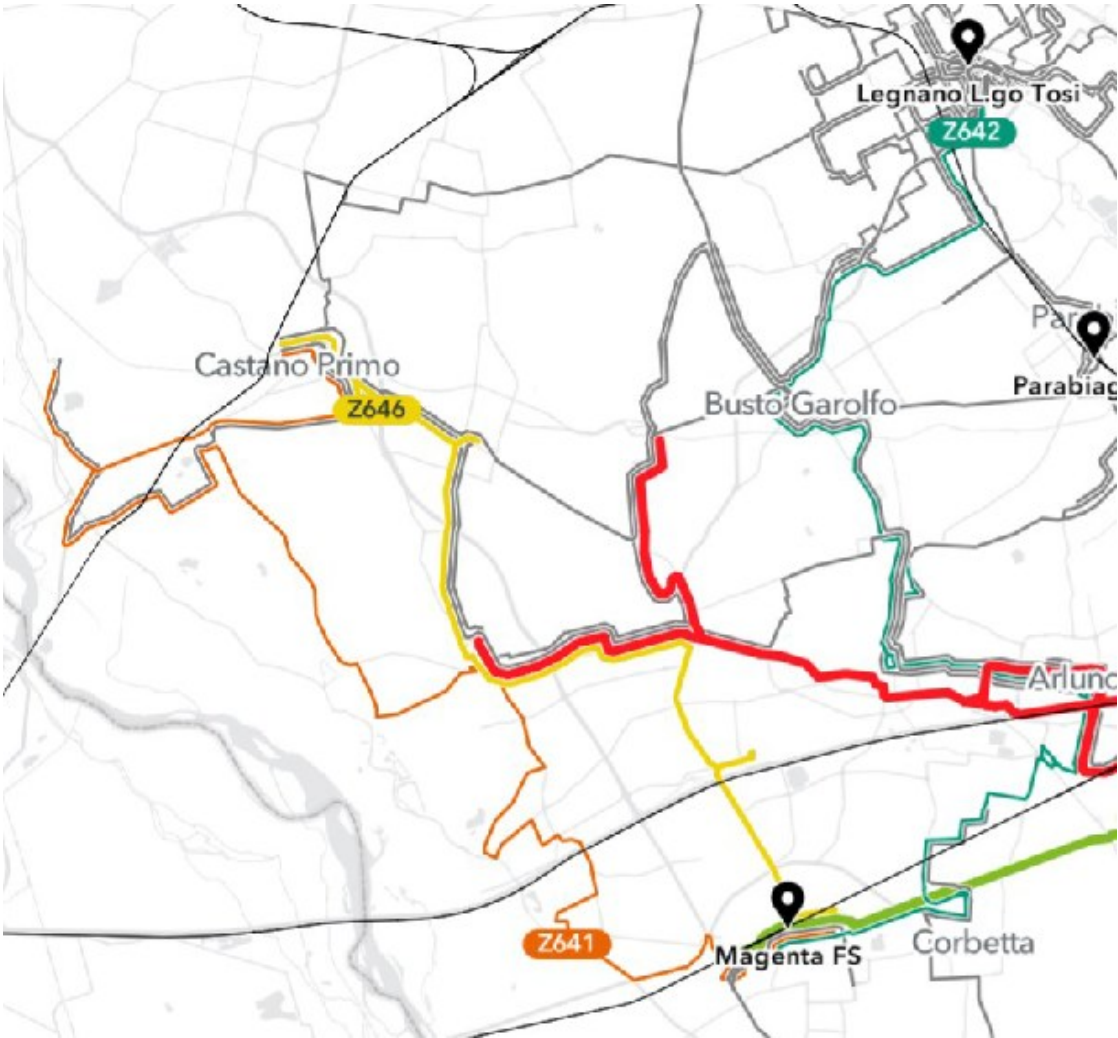 Legnano L.go Tosi
Z642
Castano Primo
Z646
Busto Garolfo
Parabiag
Arluno
Z641
Magenta FS
Corbetta